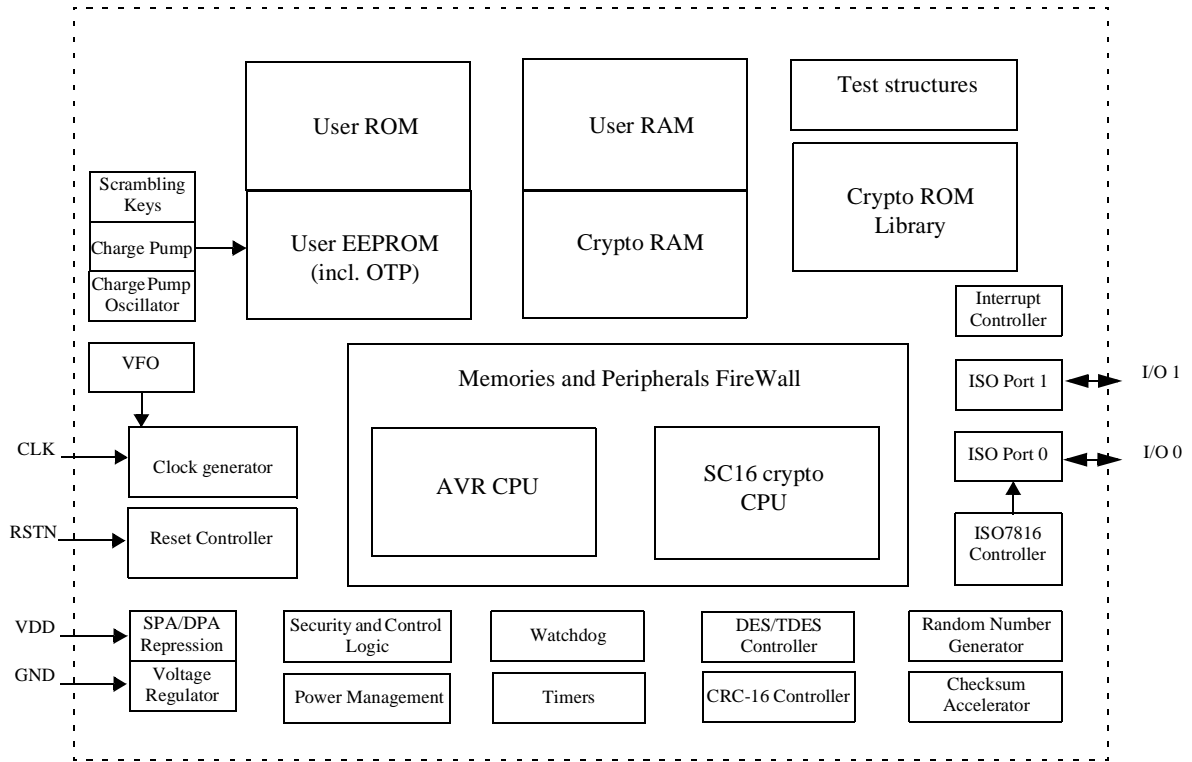 User ROM
User RAM
Test structures
Scrambling
Keys
Charge Pump
Charge Pump
Oscillator
User EEPROM
(incl. OTP)
Crypto RAM
Crypto ROM
Library
Interrupt
Controller
VFO
Memories and Peripherals FireWall
ISO Port 1
I/O 1
CLK
Clock generator
AVR CPU
SC16 crypto
CPU
ISO Port 0
I/O 0
RSTN
Reset Controller
ISO7816
Controller
VDD
SPA/DPA
Repression
Security and Control
Logic
Watchdog
DES/TDES
Controller
Random Number
Generator
GND
Voltage
Regulator
Power Management
Timers
CRC-16 Controller
Checksum
Accelerator